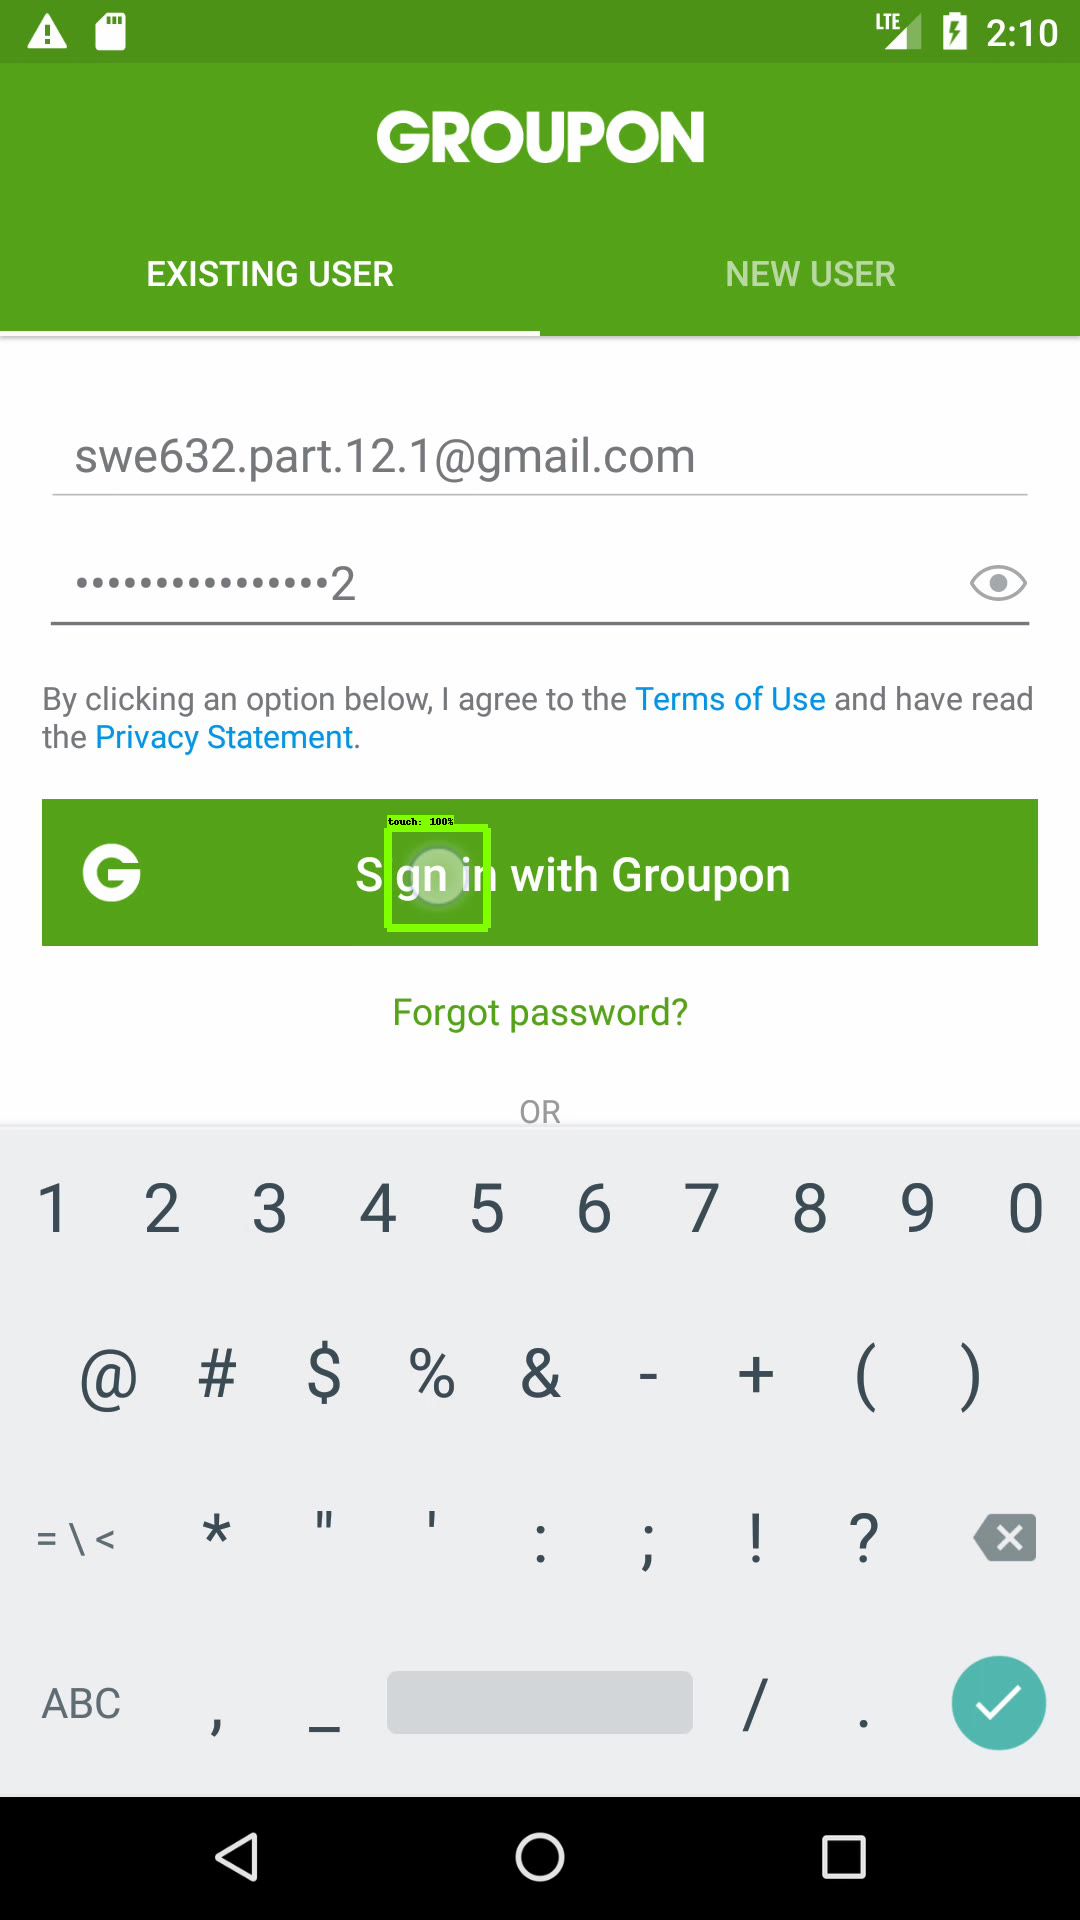 LTE 2:10
GROUPON
EXISTING USER NEW USER
swe632.part.12.1@gmail.com
••••••••••••••••2
By clicking an option below, I agree to the Terms of Use and have read
the Privacy Statement.
touch: 100%
G Sign in with Groupon
Forgot password?
OR
1 2 3 4 5 6 7 8 9 0
@ # $ % & - + ( )
= \ < * " ' : ; ! ?
ABC , _ / .